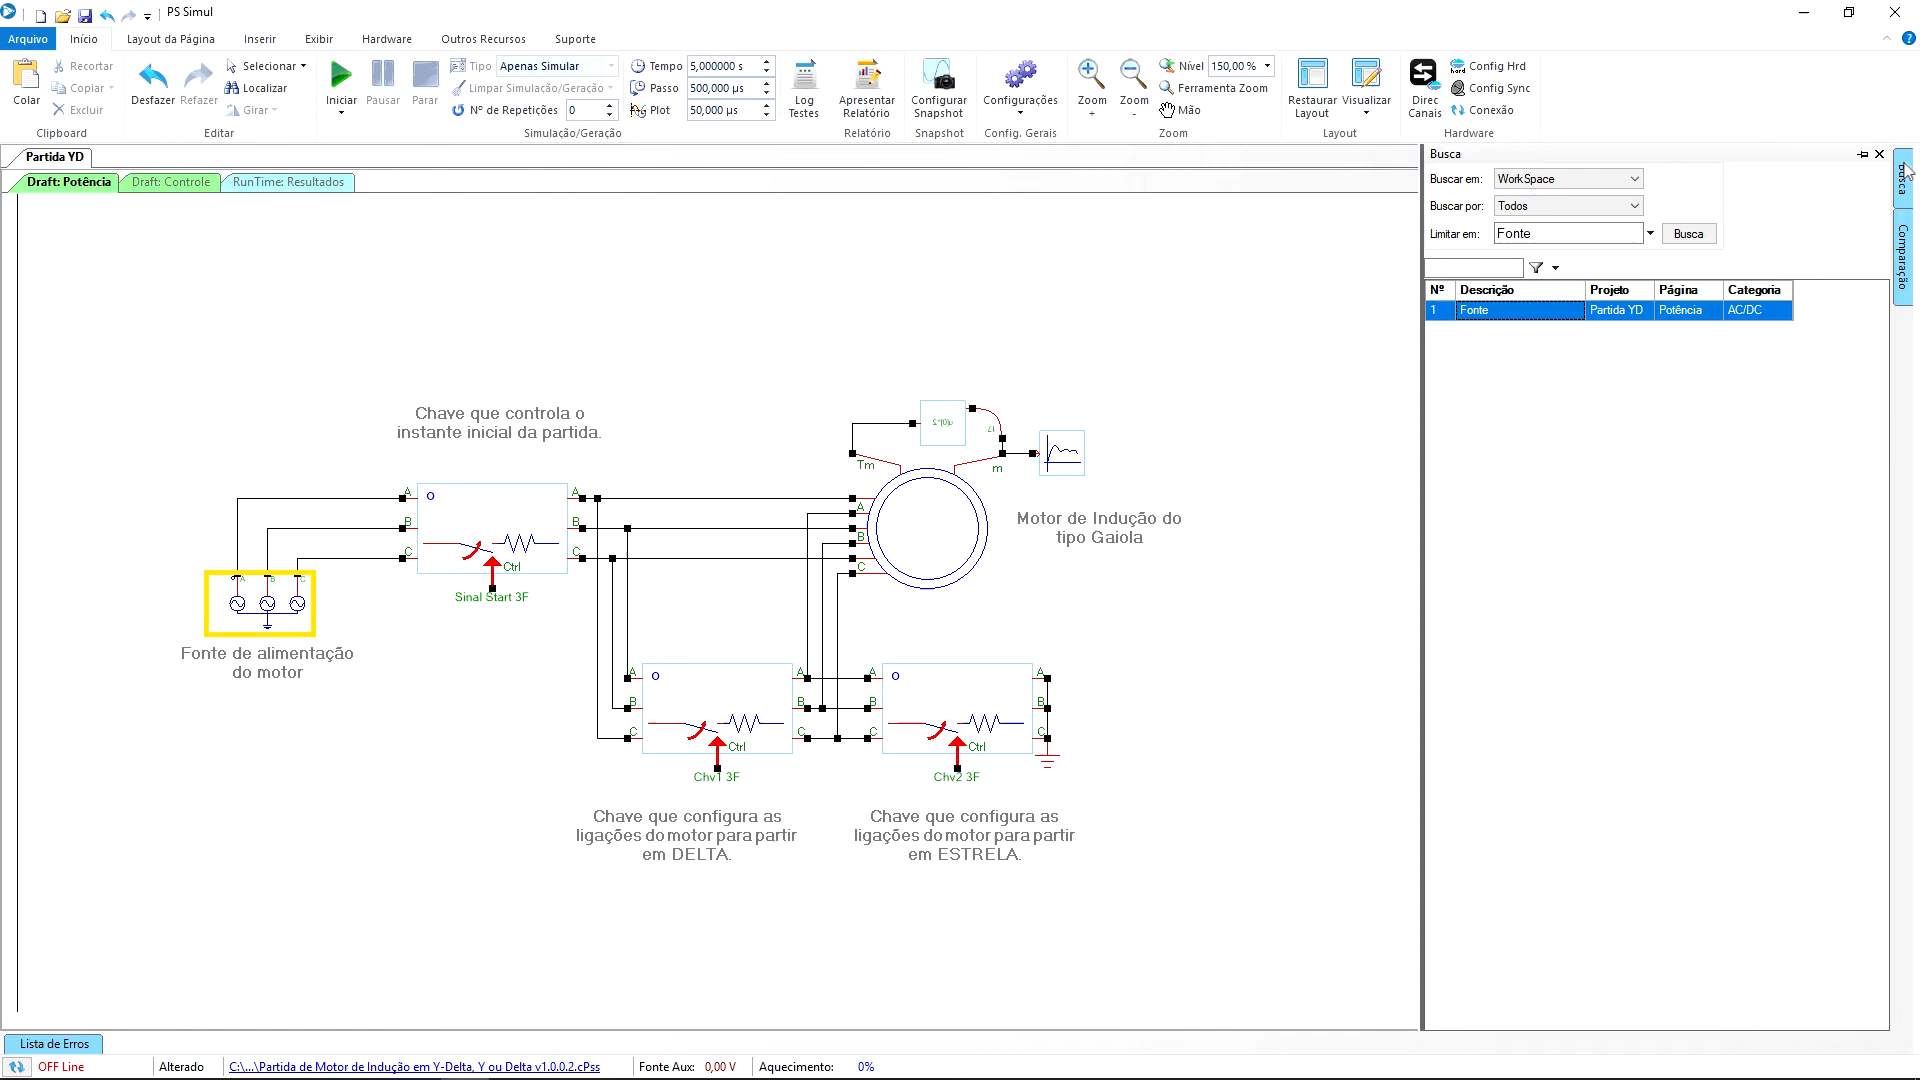 PS Simul
Arquivo Início Layout da Página Inserir Exibir Hardware Outros Recursos Suporte
Colar
Recortar
Copiar
Excluir
Clipboard
Desfazer
Refazer
Selecionar
Localizar
Girar
Editar
Iniciar
Pausar
Parar
Tipo Apenas Simular
Limpar Simulação/Geração
Nº de Repetições 0
Tempo 5,000000 s
Passo 500,000 µs
Plot 50,000 µs
Simulação/Geração
Log
Testes
Apresentar
Relatório
Relatório
Configurar
Snapshot
Snapshot
Configurações
Config. Gerais
Zoom
+
Zoom
-
Nível 150,00 %
Ferramenta Zoom
Mão
Zoom
Restaurar
Layout
Visualizar
Layout
Direc
Canais
Config Hrd
Config Sync
Conexão
Hardware
Partida YD
Draft: Potência Draft: Controle RunTime: Resultados
Chave que controla o
instante inicial da partida.
A
B
C
O
Ctrl
A
B
C
Sinal Start 3F
A B C
Fonte de alimentação
do motor
Tm
m
A
B
C
Motor de Indução do
tipo Gaiola
A
B
C
O
Ctrl
A
B
C
Chv1 3F
A
B
C
O
Ctrl
A
B
C
Chv2 3F
Chave que configura as
ligações do motor para partir
em DELTA.
Chave que configura as
ligações do motor para partir
em ESTRELA.
Busca
Buscar em: WorkSpace
Buscar por: Todos
Limitar em: Fonte Busca
Nº Descrição Projeto Página Categoria
1 Fonte Partida YD Potência AC/DC
Busca
Comparação
Lista de Erros
OFF Line Alterado C:\...\Partida de Motor de Indução em Y-Delta, Y ou Delta v1.0.0.2.cPss Fonte Aux: 0,00 V Aquecimento: 0%